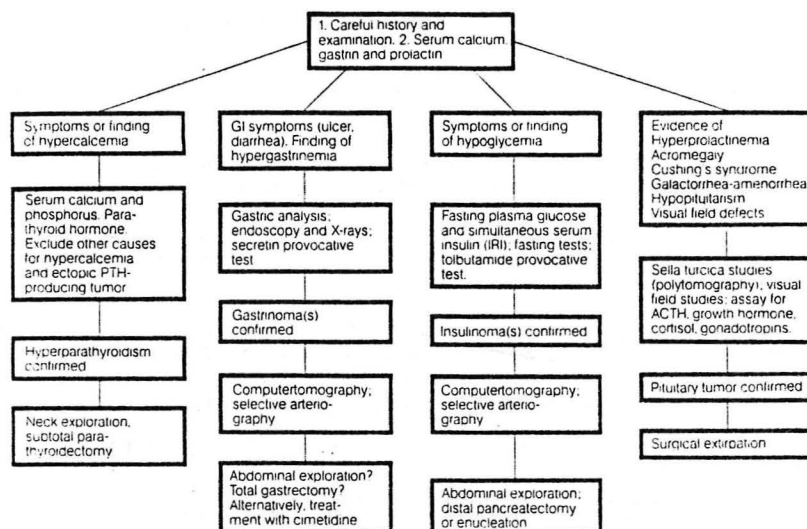 1. Careful history and
examination. 2. Serum calcium,
gastrin and prolactin
Symptoms or finding
of hypercalcemia
Serum calcium and
phosphorus. Para-
thyroid hormone.
Exclude other causes
for hypercalcemia
and ectopic PTH-
producing tumor
Hyperparathyroidism
confirmed
Neck exploration,
subtotal para-
thyroidectomy
GI symptoms (ulcer,
diarrhea). Finding of
hypergastrinemia
Gastric analysis;
endoscopy and X-rays;
secretin provocative
test
Gastrinoma(s)
confirmed
Computertomography;
selective arteriog-
raphy
Abdominal exploration?
Total gastrectomy?
Alternatively, treat-
ment with cimetidine
Symptoms or finding
of hypoglycemia
Fasting plasma glucose
and simultaneous serum
insulin (IRI); fasting tests;
tolbutamide provocative
test.
Insulinoma(s) confirmed
Computertomography;
selective arterio-
graphy
Abdominal exploration;
distal pancreatectomy
or enucleation
Evidence of
Hyperprolactinemia
Acromegaly
Cushing's syndrome
Galactorrhea-amenorrhea
Hypopituitarism
Visual field defects
Sella turcica studies
(polytomography), visual
field studies; assay for
ACTH, growth hormone,
cortisol, gonadotropins.
Pituitary tumor confirmed
Surgical extirpation